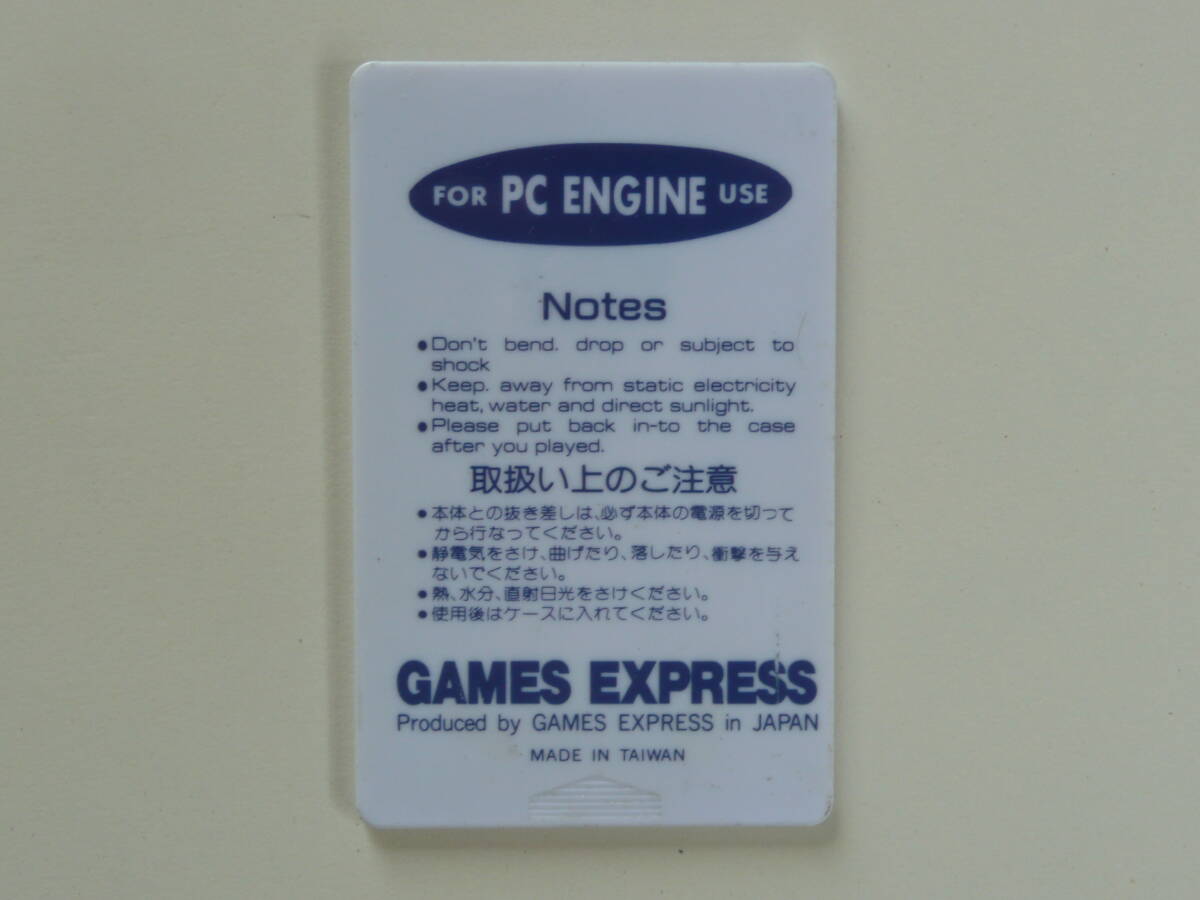 FOR PC ENGINE USE
Notes
●Don't bend. drop or subject to
shock
●Keep. away from static electricity
heat, water and direct sunlight.
●Please put back in-to the case
after you played.
取扱い上のご注意
●本体との抜き差しは、必ず本体の電源を切って
から行なってください。
●静電気をさけ、曲げたり、落したり、衝撃を与え
ないでください。
●熱、水分、直射日光をさけください。
●使用後はケースに入れてください。
GAMES EXPRESS
Produced by GAMES EXPRESS in JAPAN
MADE IN TAIWAN